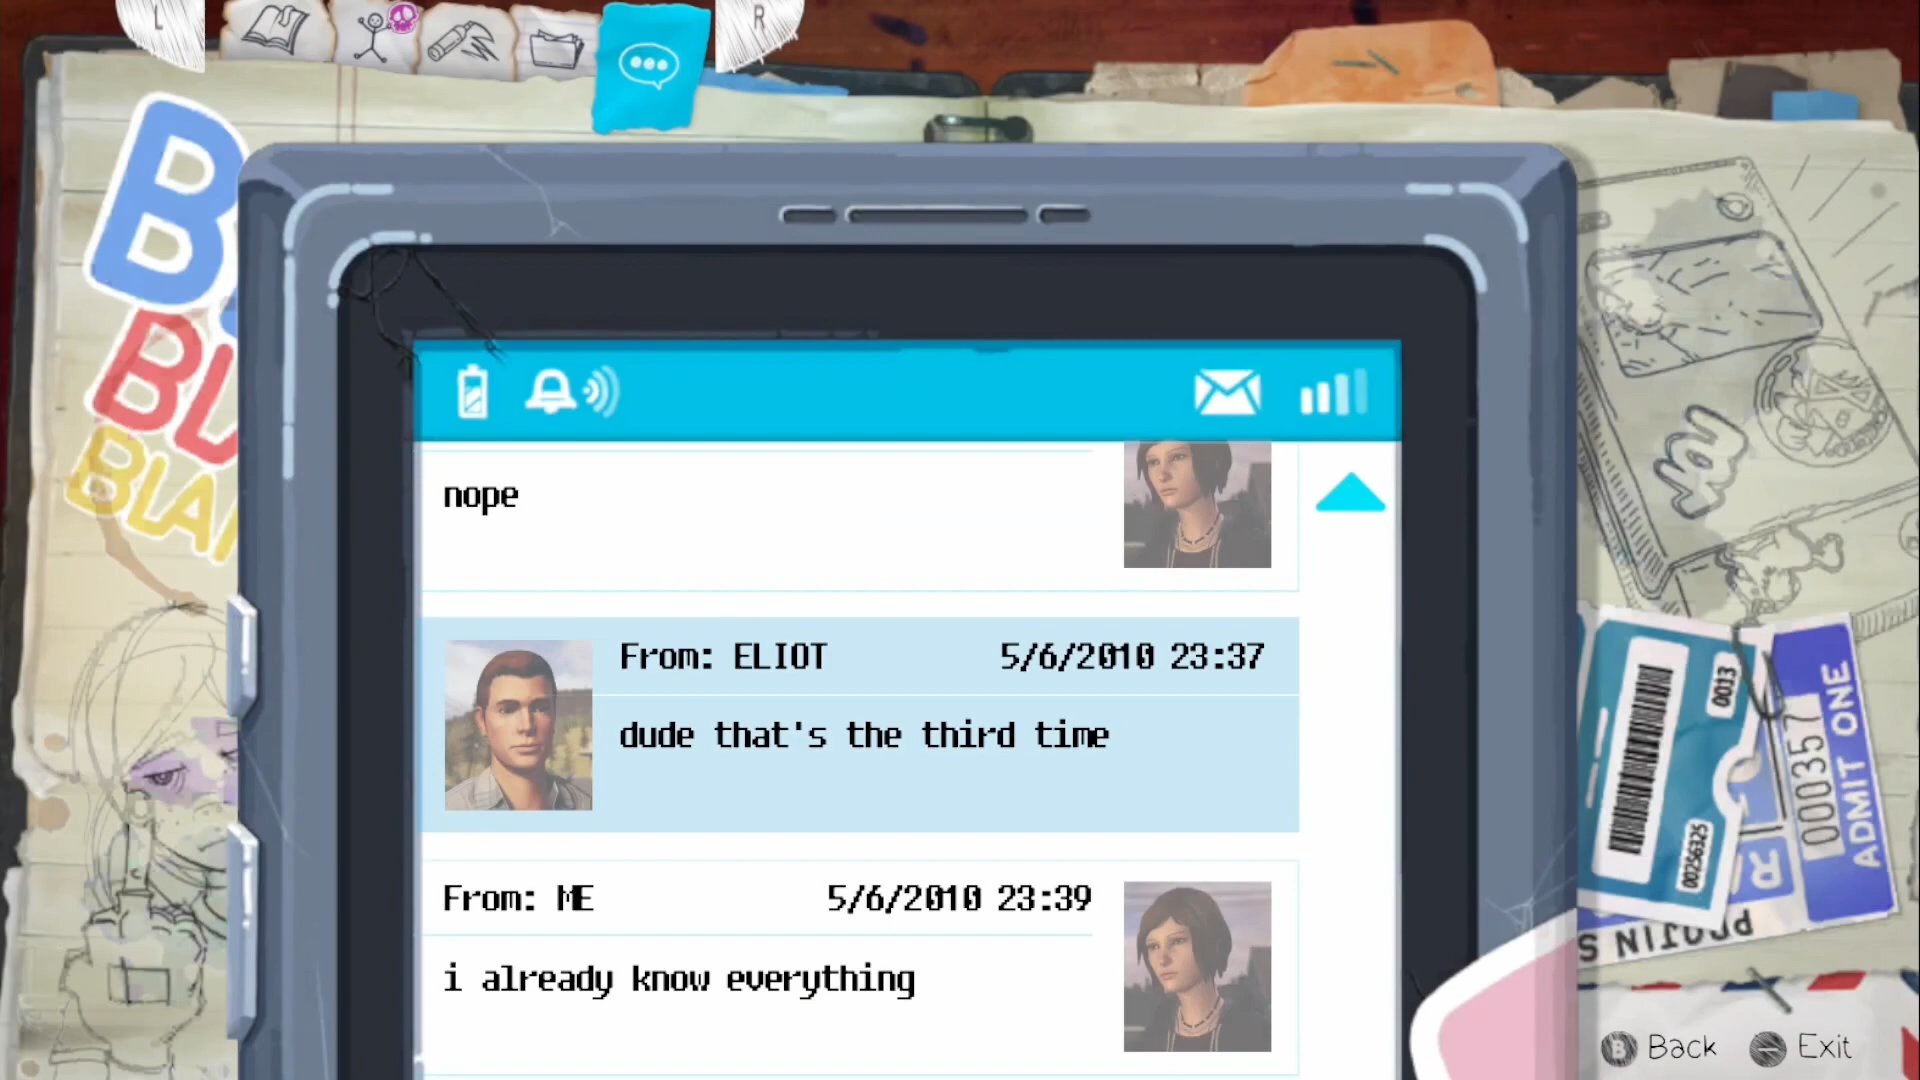 L
R
nope
From: ELIOT 5/6/2010 23:37
dude that's the third time
From: ME 5/6/2010 23:39
i already know everything
0013
00256325
000357
ADMIT ONE
B Back
Exit